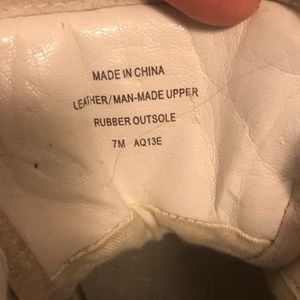 MADE IN CHINA
LEATHER/MAN-MADE UPPER
RUBBER OUTSOLE
7M AQ13E